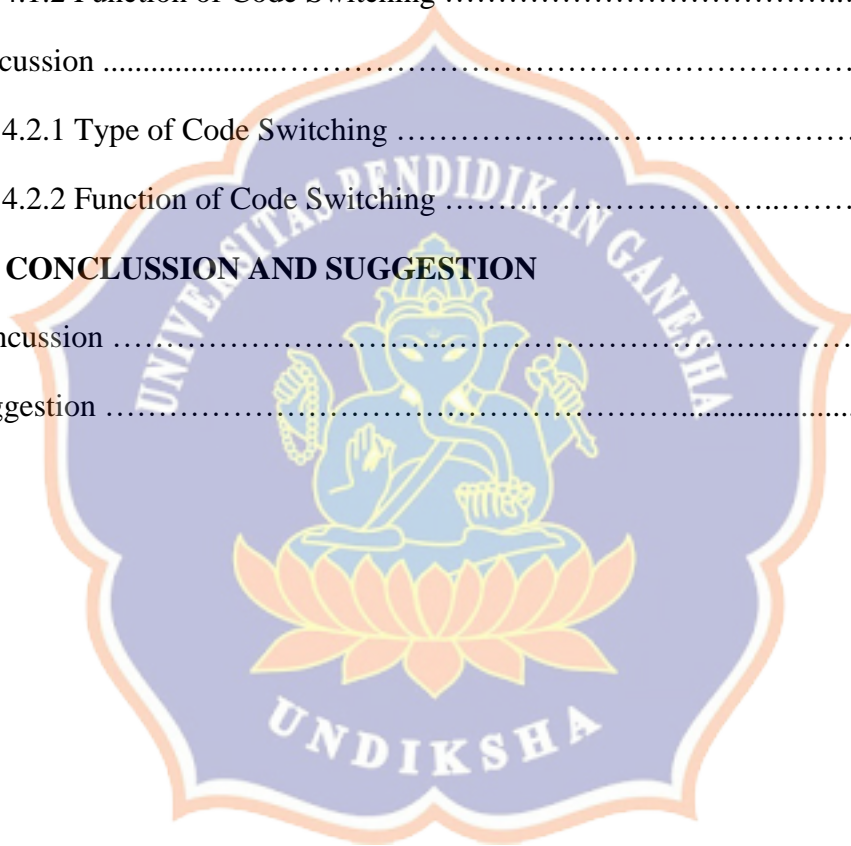 4.1.2 Function of Code Switching ……………………………………..
cussion ......................…………………………………………………
4.2.1 Type of Code Switching …………………...………………………
4.2.2 Function of Code Switching ………………………………..………
CONCLUSSION AND SUGGESTION
ncussion …………………………………………………………………
ggestion …………………………………………………......................
UNIVERSITAS PENDIDIKAN GANESHA
UNDIKSHA